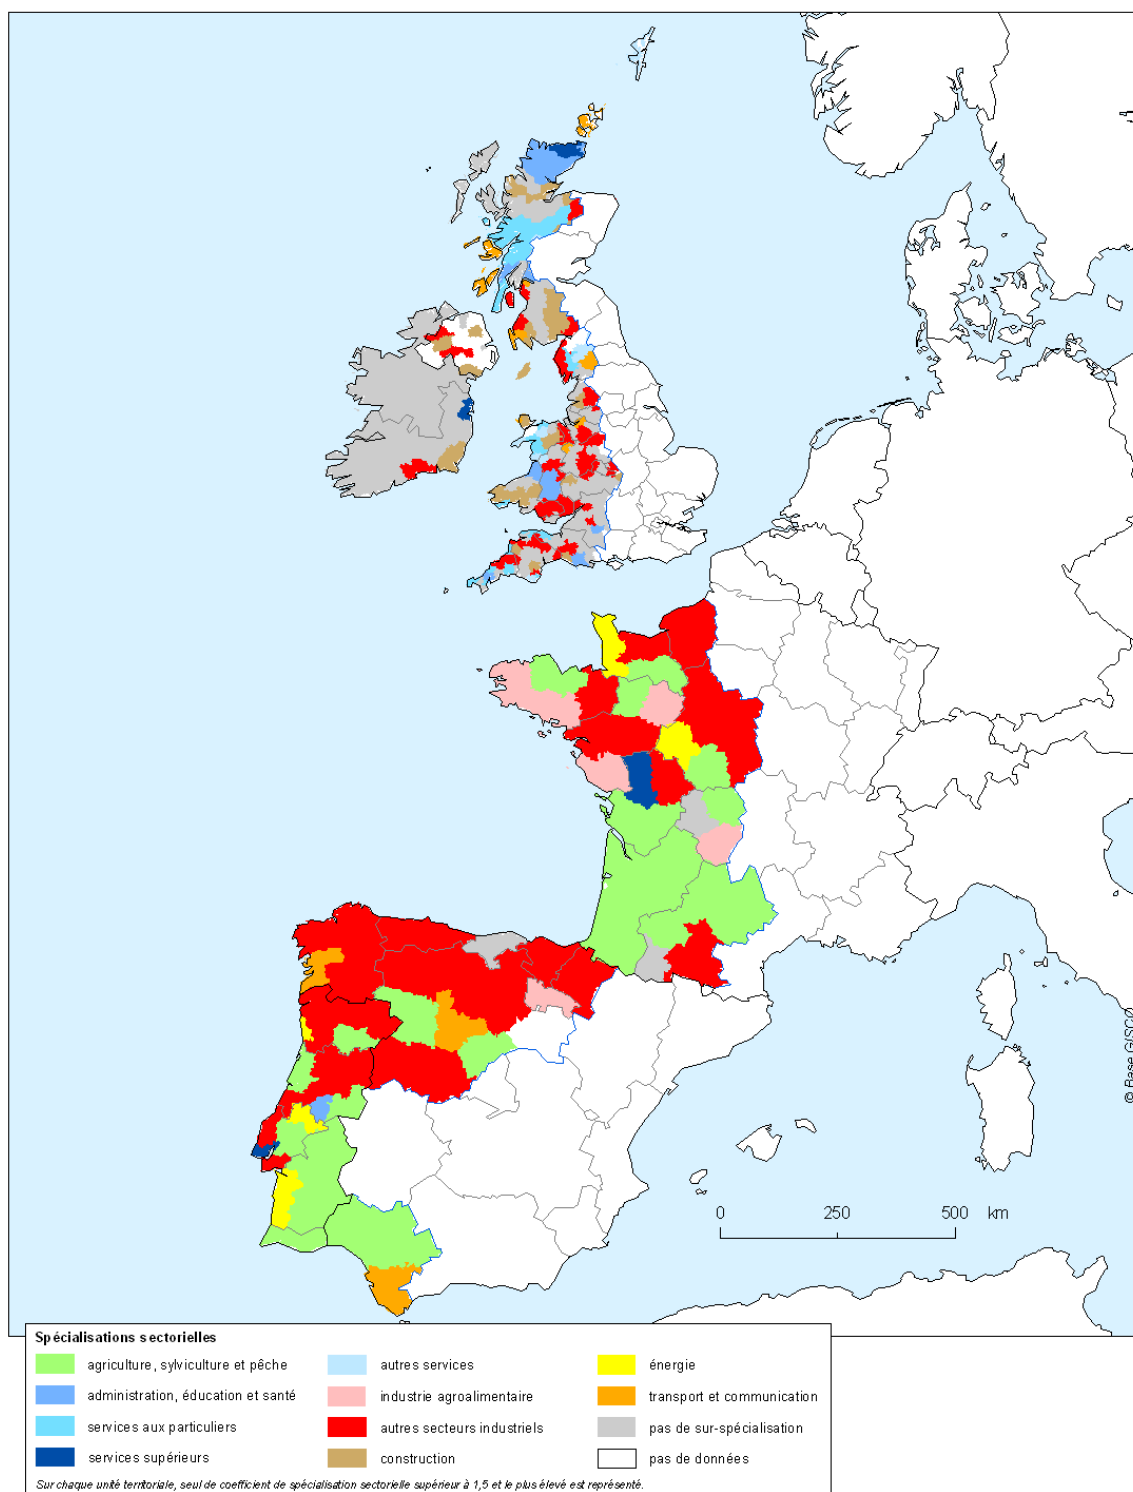 © Base GISCO
0 250 500 km
Spécialisations sectorielles
agriculture, sylviculture et pêche
autres services
énergie
administration, éducation et santé
industrie agroalimentaire
transport et communication
services aux particuliers
autres secteurs industriels
pas de sur-spécialisation
services supérieurs
construction
pas de données
Sur chaque unité territoriale, seul de coefficient de spécialisation sectorielle supérieur à 1,5 et le plus élevé est représenté.